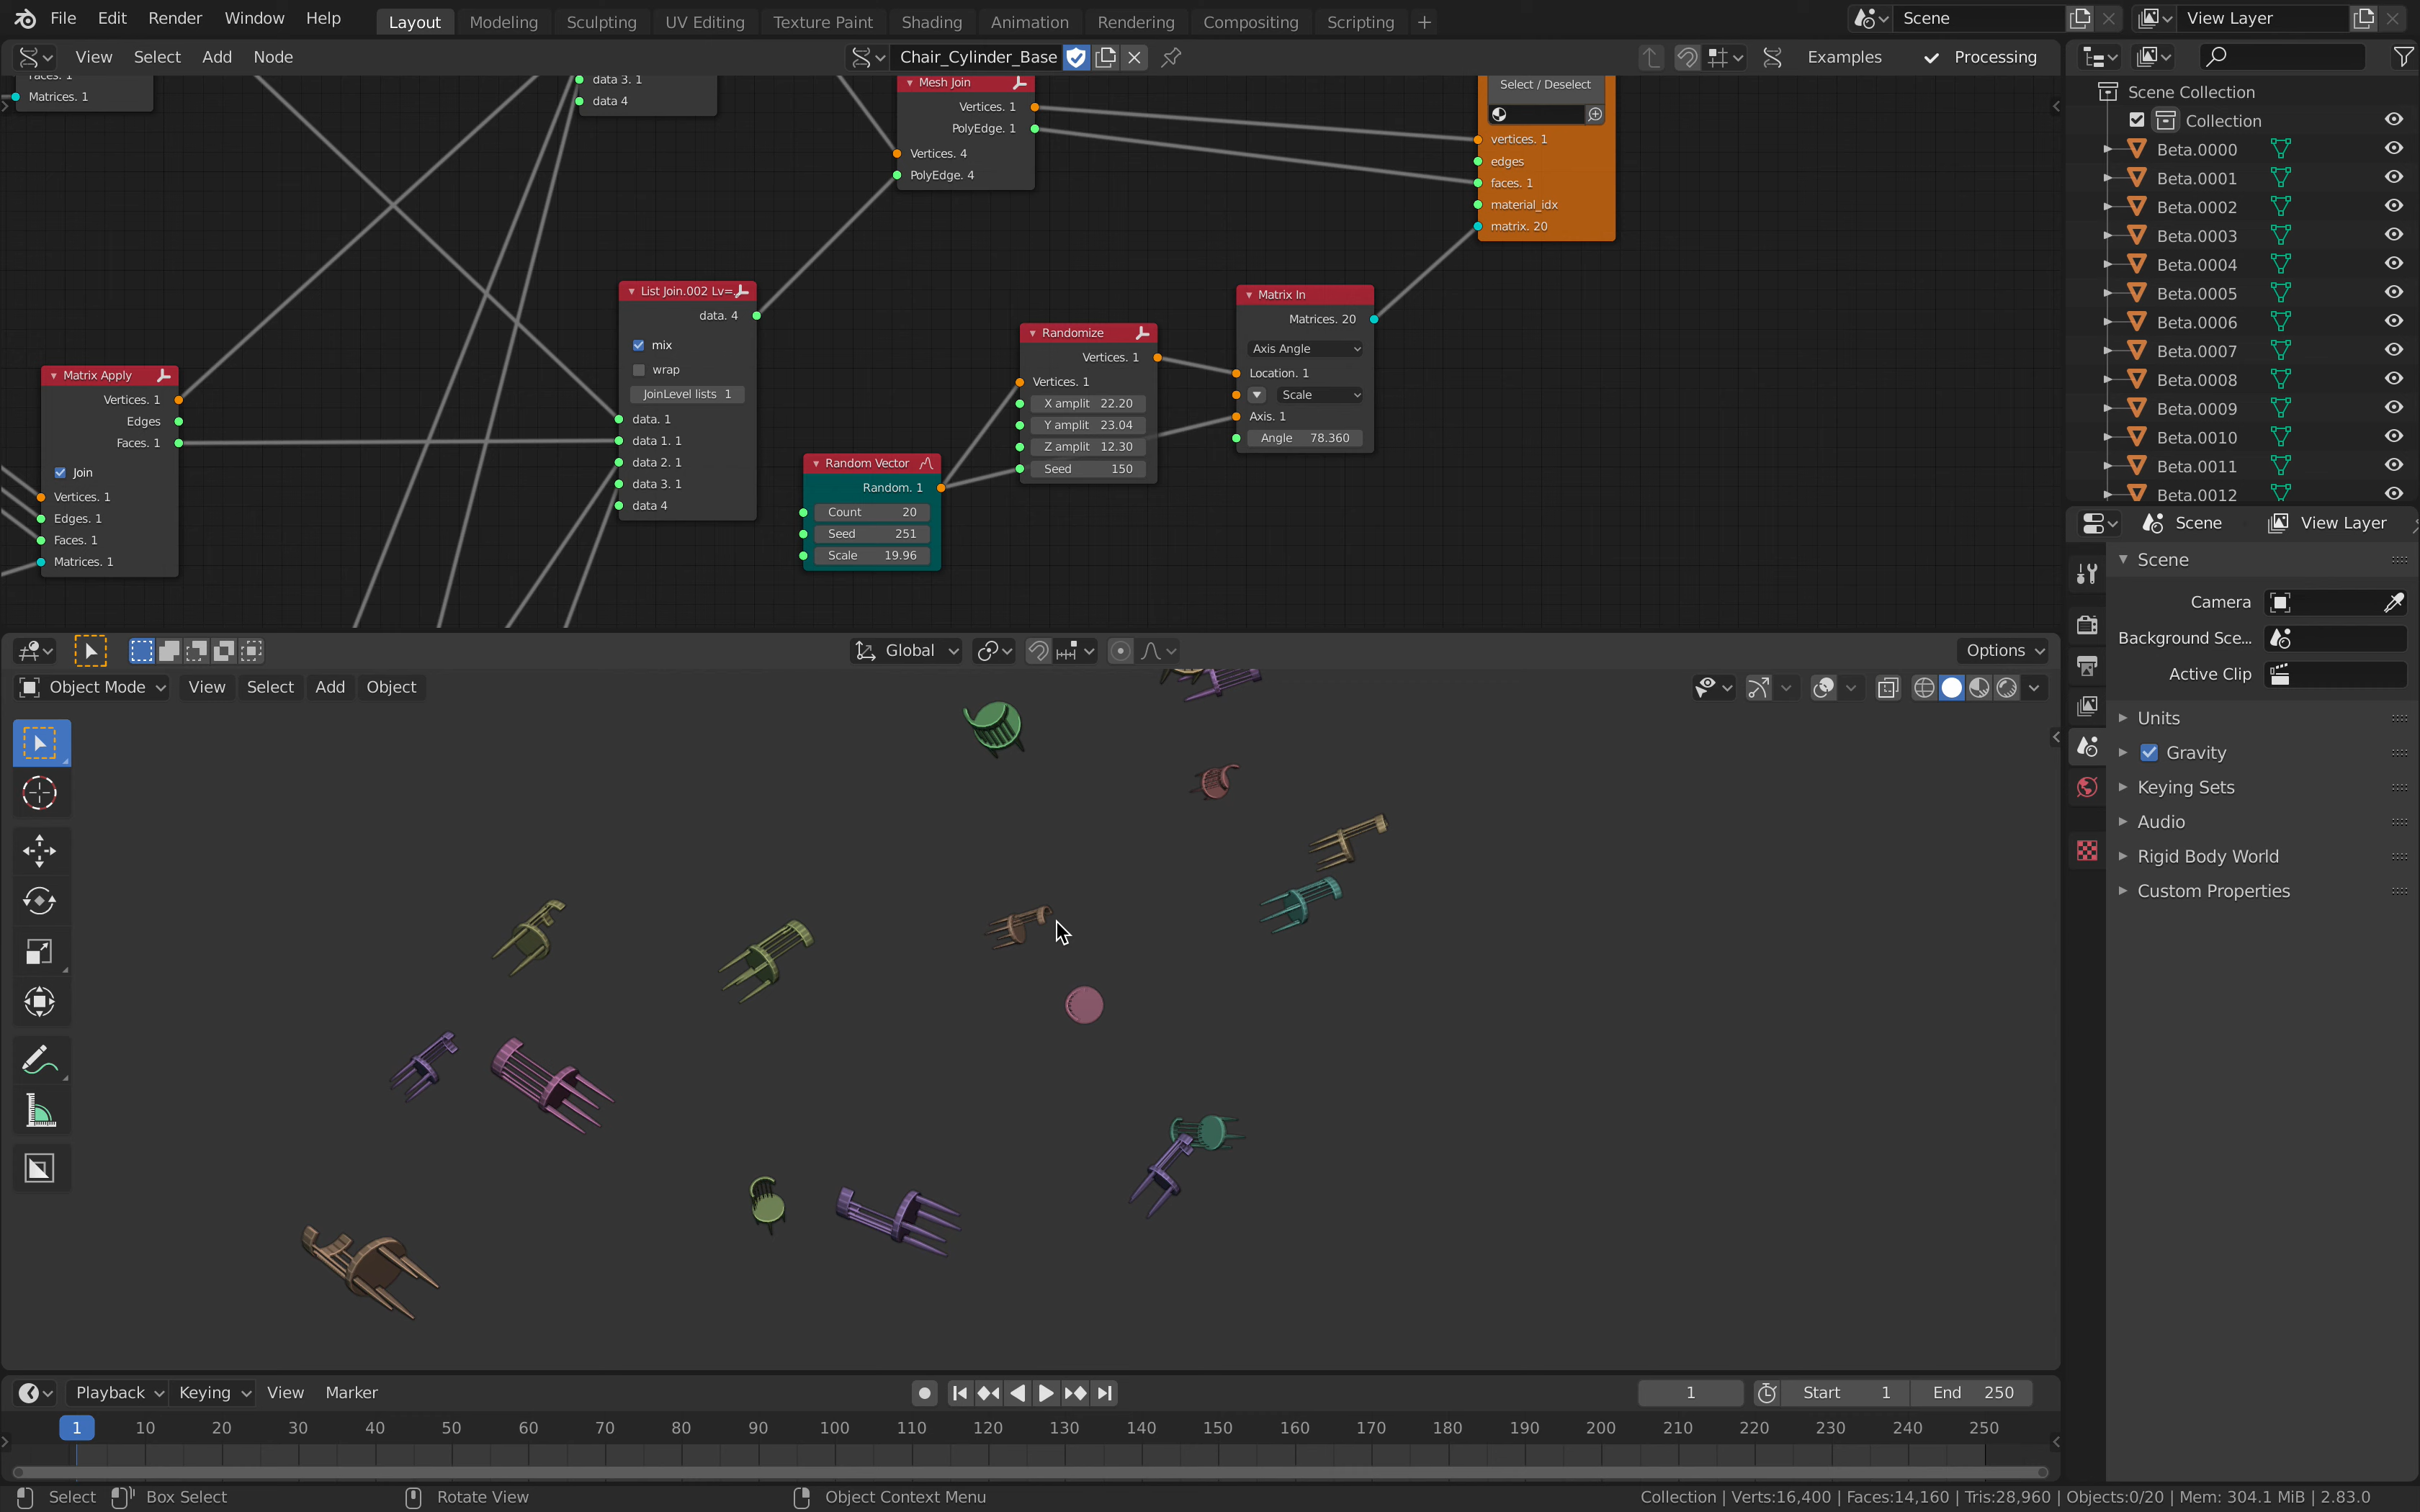 File Edit Render Window Help Layout Modeling Sculpting UV Editing Texture Paint Shading Animation Rendering Compositing Scripting + Scene View Layer
View Select Add Node Chair_Cylinder_Base Examples Processing
Faces. 1
Matrices. 1
data 3. 1
data 4
Mesh Join
Vertices. 1
PolyEdge. 1
Vertices. 4
PolyEdge. 4
Select / Deselect
vertices. 1
edges
faces. 1
material_idx
matrix. 20
List Join.002 Lv=
data. 4
mix
wrap
JoinLevel lists 1
data. 1
data 1. 1
data 2. 1
data 3. 1
data 4
Matrix Apply
Vertices. 1
Edges
Faces. 1
Join
Vertices. 1
Edges. 1
Faces. 1
Matrices. 1
Random Vector
Random. 1
Count 20
Seed 251
Scale 19.96
Randomize
Vertices. 1
Vertices. 1
X amplit 22.20
Y amplit 23.04
Z amplit 12.30
Seed 150
Matrix In
Matrices. 20
Axis Angle
Location. 1
Scale
Axis. 1
Angle 78.360
Scene Collection
Collection
Beta.0000
Beta.0001
Beta.0002
Beta.0003
Beta.0004
Beta.0005
Beta.0006
Beta.0007
Beta.0008
Beta.0009
Beta.0010
Beta.0011
Beta.0012
Scene View Layer
Scene
Camera
Background Sce...
Active Clip
Units
Gravity
Keying Sets
Audio
Rigid Body World
Custom Properties
Global Options
Object Mode View Select Add Object
Playback Keying View Marker 1 Start 1 End 250
1 10 20 30 40 50 60 70 80 90 100 110 120 130 140 150 160 170 180 190 200 210 220 230 240 250
Select Box Select Rotate View Object Context Menu Collection | Verts:16,400 | Faces:14,160 | Tris:28,960 | Objects:0/20 | Mem: 304.1 MiB | 2.83.0